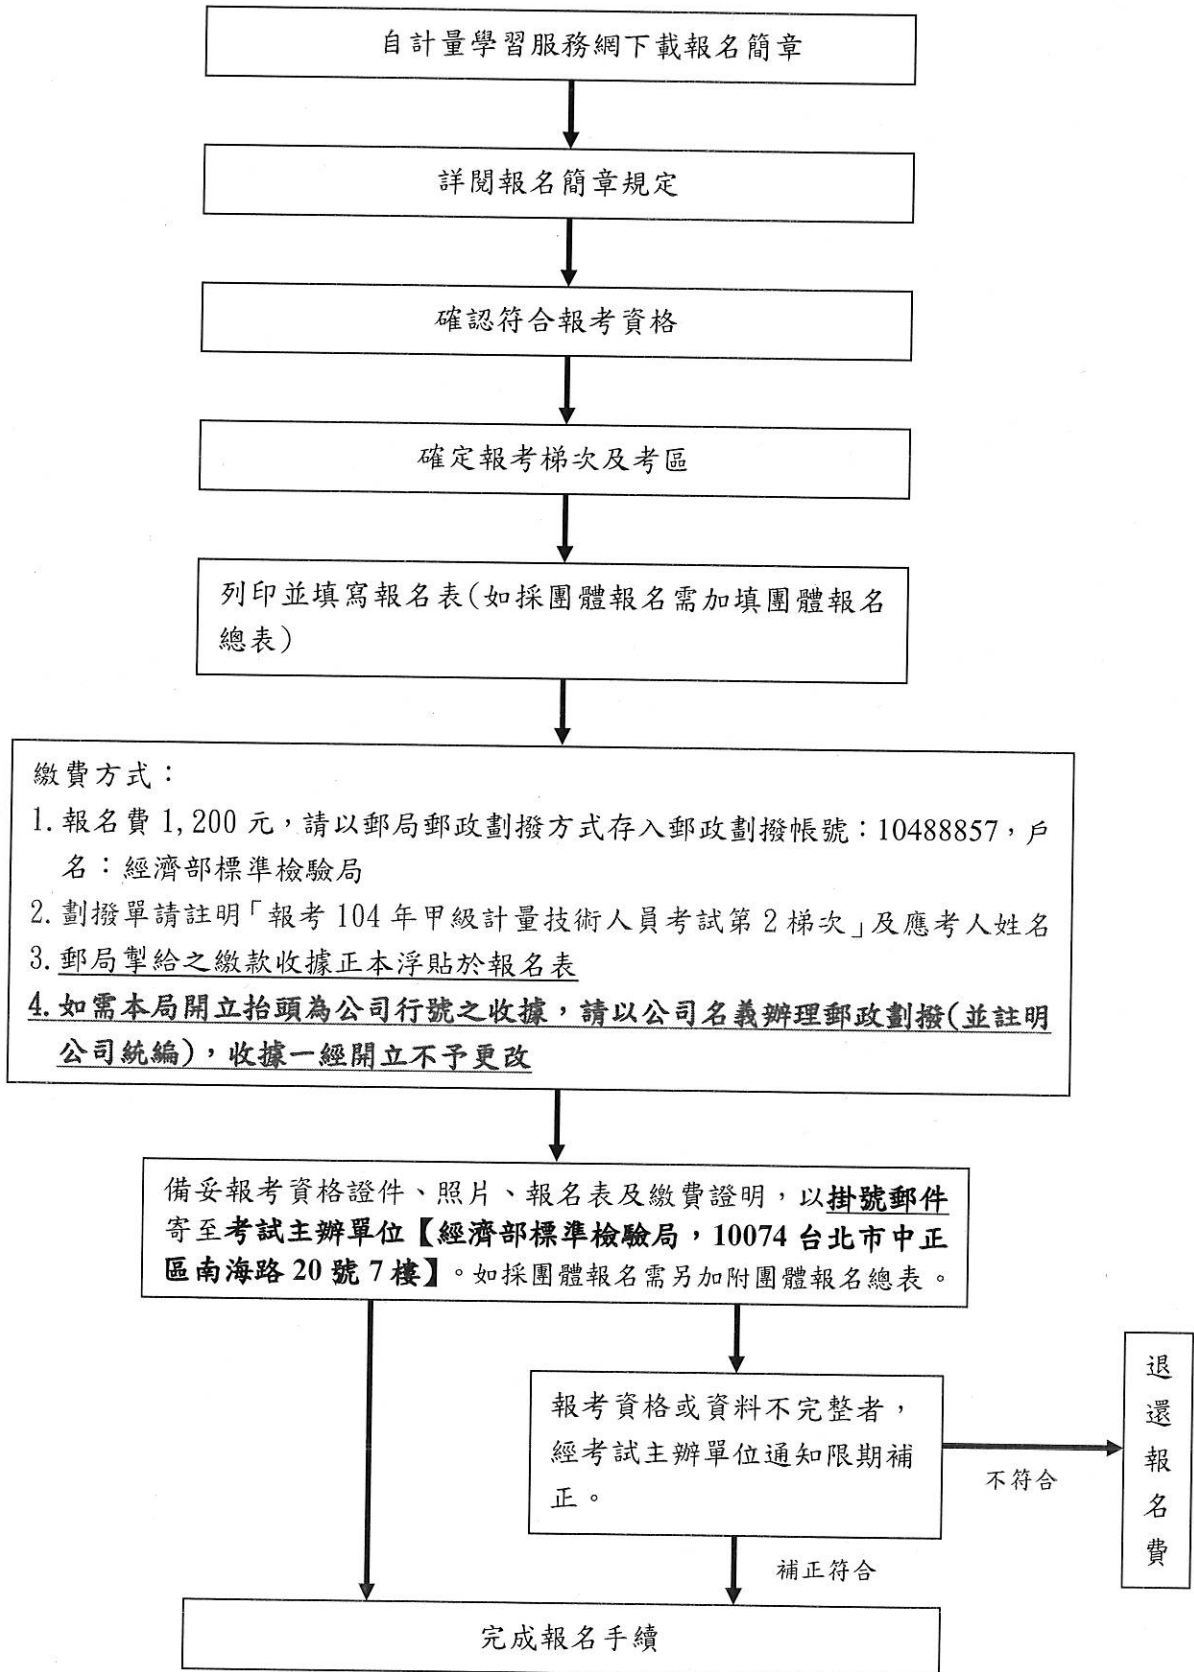 自計量學習服務網下載報名簡章
詳閱報名簡章規定
確認符合報考資格
確定報考梯次及考區
列印並填寫報名表(如採團體報名需加填團體報名
總表)
繳費方式：
1. 報名費 1,200 元，請以郵局郵政劃撥方式存入郵政劃撥帳號：10488857，戶
名：經濟部標準檢驗局
2. 劃撥單請註明「報考 104 年甲級計量技術人員考試第 2 梯次」及應考人姓名
3. 郵局掣給之繳款收據正本浮貼於報名表
4. 如需本局開立抬頭為公司行號之收據，請以公司名義辦理郵政劃撥(並註明
公司統編)，收據一經開立不予更改
備妥報考資格證件、照片、報名表及繳費證明，以掛號郵件
寄至考試主辦單位【經濟部標準檢驗局，10074 台北市中正
區南海路 20 號 7 樓】。如採團體報名需另加附團體報名總表。
報考資格或資料不完整者，
經考試主辦單位通知限期補
正。
不符合
退還報名費
補正符合
完成報名手續